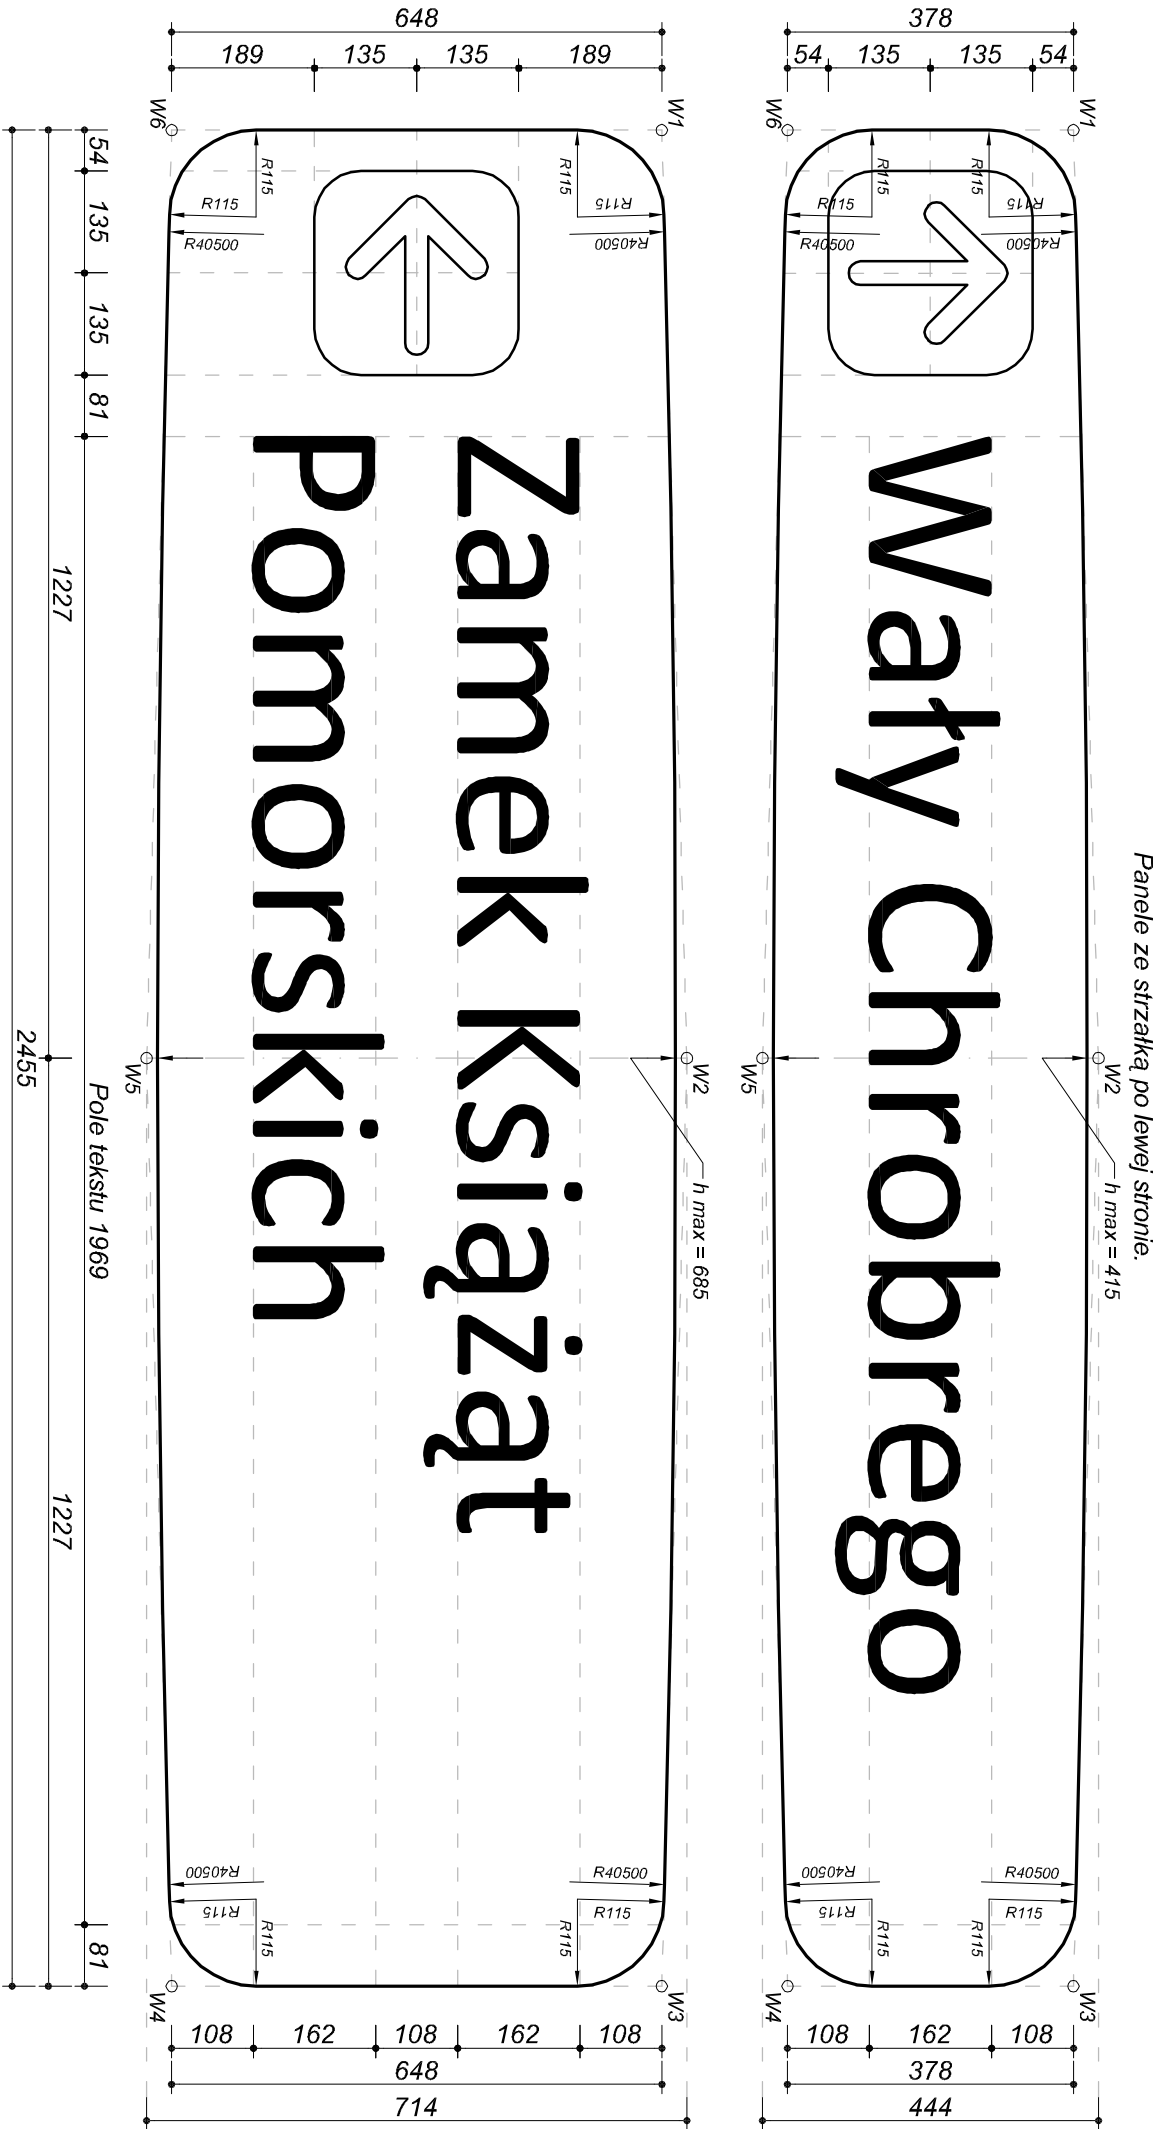 Panele ze strzałką po lewej stronie.
W1
W2
W3
h max = 415
R115
R115
R40500
R115
R115
R40500
Wały Chrobrego
R40500
R115
R115
R40500
R115
R115
W6
W5
W4
378
54
135
135
54
108
162
108
378
444
W1
W2
W3
h max = 685
R115
R115
R40500
R115
R115
R40500
Zamek Książąt
Pomorskich
R40500
R115
R115
R40500
R115
R115
W6
W5
W4
648
189
135
135
189
108
162
108
162
108
648
714
54
135
135
81
Pole tekstu 1969
81
1227
1227
2455